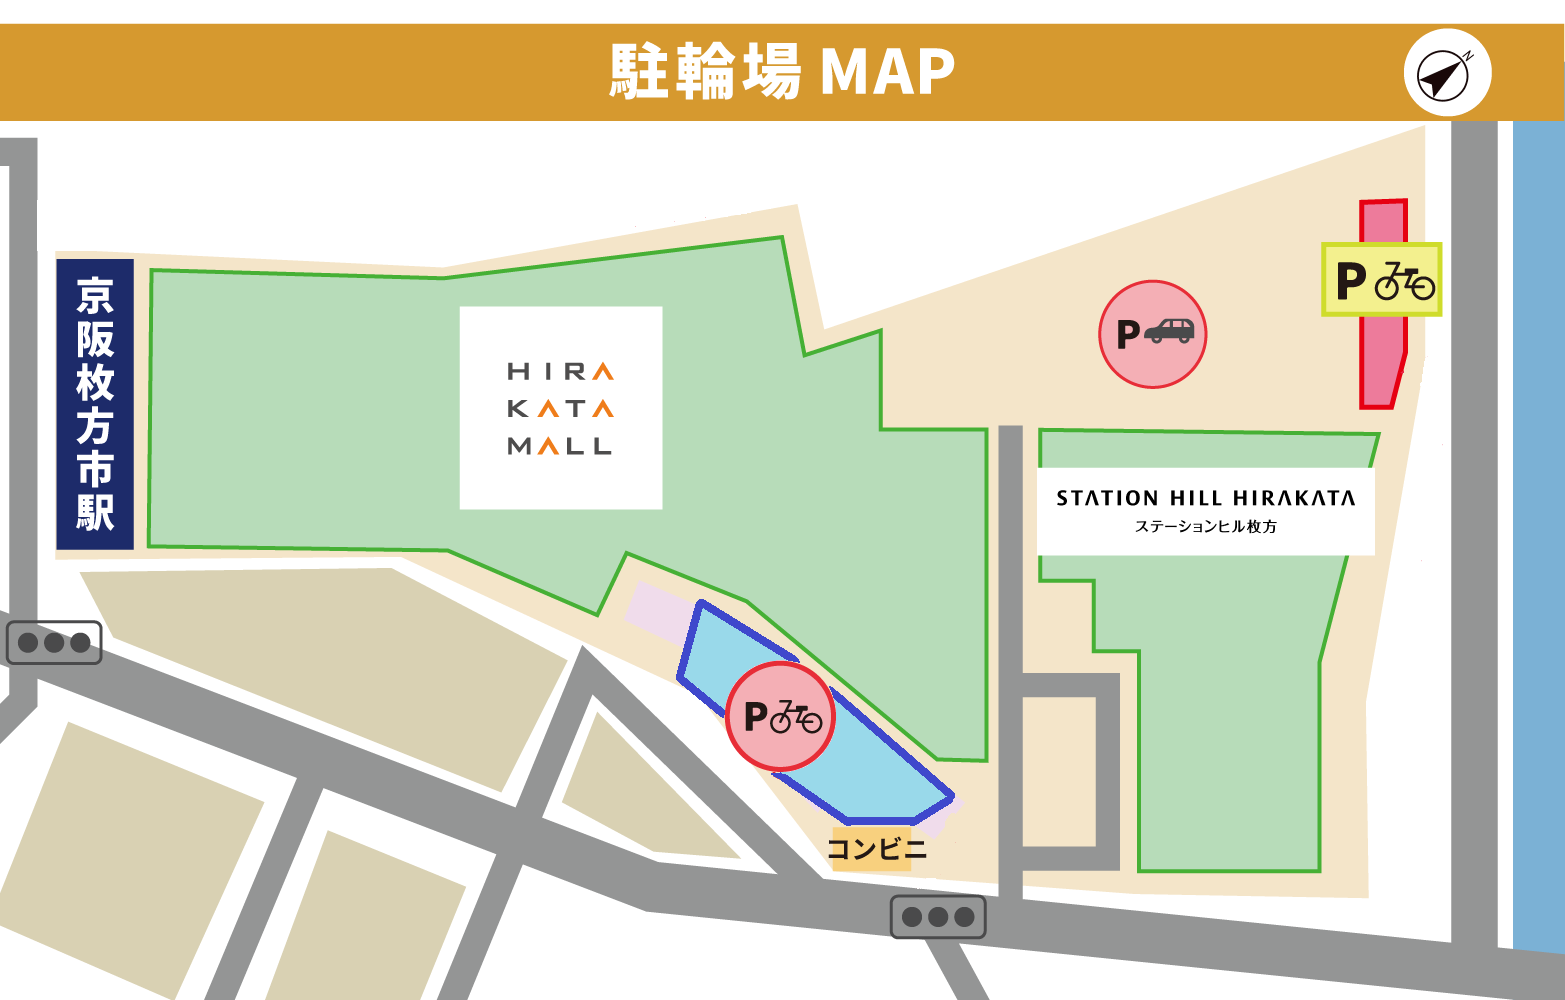 駐輪場 MAP
N
京阪枚方市駅
HIRA
KATA
MALL
P
P
STATION HILL HIRAKATA
ステーションヒル枚方
P
コンビニ